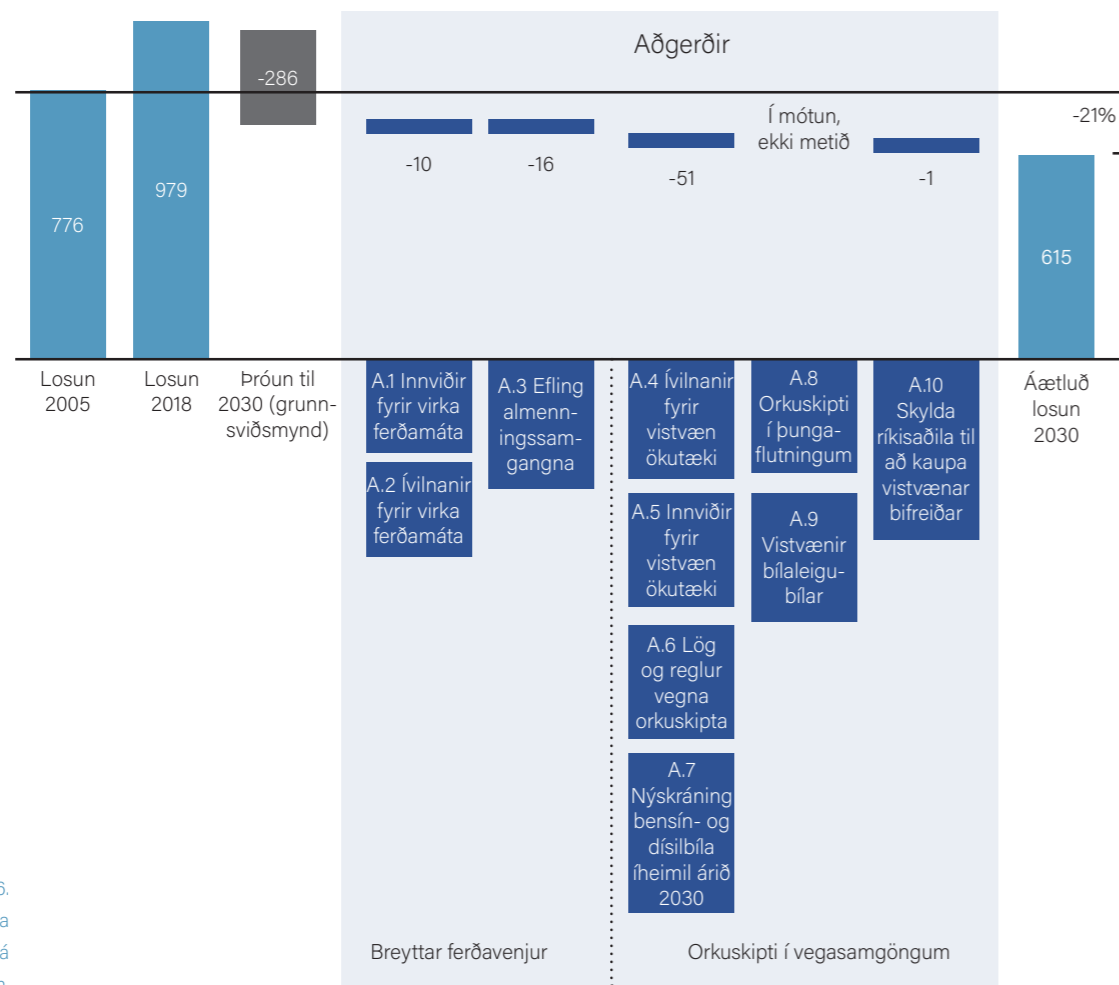 Aðgerðir
-286
979
776
-10
-16
-51
Í mótun,
ekki metið
-1
-21%
615
Losun
2005
Losun
2018
Þróun til
2030 (grunn-
sviðsmynd)
A.1 Innviðir
fyrir virka
ferðamáta
A.2 Ívilnanir
fyrir virka
ferðamáta
A.3 Efling
almenn-
ingssam-
gangna
A.4 Ívilnanir
fyrir
vistvæn
ökutæki
A.5 Innviðir
fyrir
vistvæn
ökutæki
A.6 Lög
og reglur
vegna
orkuskipta
A.7
Nýskráning
bensín- og
dísilbíla
íheimil árið
2030
A.8
Orkuskipti
í þunga-
flutningum
A.9
Vistvænir
bílaleigu-
bílar
A.10
Skylda
ríkisaðila til
að kaupa
vistvænar
bifreiðar
Áætluð
losun
2030
Breyttar ferðavenjur
Orkuskipti í vegasamgöngum
6.
a
á